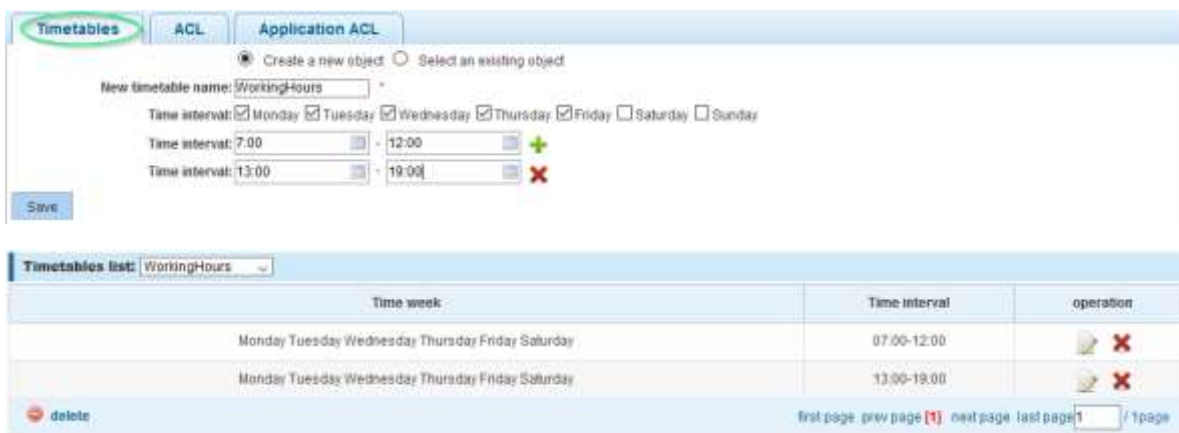 Timetables ACL Application ACL
Create a new object Select an existing object
New timetable name: WorkingHours *
Time interval: Monday Tuesday Wednesday Thursday Friday Saturday Sunday
Time interval: 7:00 - 12:00
Time interval: 13:00 - 19:00
Save
Timetables list: WorkingHours
Time week Time interval operation
Monday Tuesday Wednesday Thursday Friday Saturday 07:00-12:00
Monday Tuesday Wednesday Thursday Friday Saturday 13:00-19:00
delete first page prev page [1] next page last page 1 / 1page